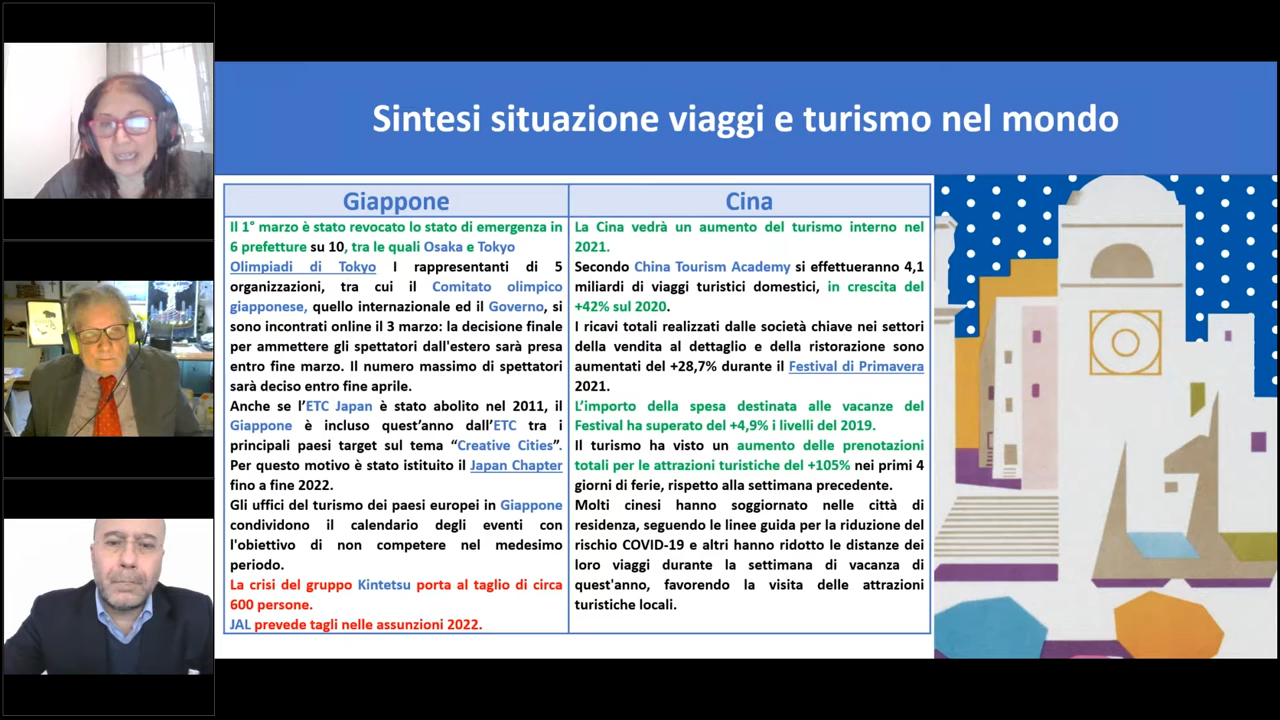 Sintesi situazione viaggi e turismo nel mondo
Giappone
Il 1° marzo è stato revocato lo stato di emergenza in
6 prefetture su 10, tra le quali Osaka e Tokyo
Olimpiadi di Tokyo I rappresentanti di 5
organizzazioni, tra cui il Comitato olimpico
giapponese, quello internazionale ed il Governo, si
sono incontrati online il 3 marzo: la decisione finale
per ammettere gli spettatori dall'estero sarà presa
entro fine marzo. Il numero massimo di spettatori
sarà deciso entro fine aprile.
Anche se l’ETC Japan è stato abolito nel 2011, il
Giappone è incluso quest’anno dall’ETC tra i
principali paesi target sul tema “Creative Cities”.
Per questo motivo è stato istituito il Japan Chapter
fino a fine 2022.
Gli uffici del turismo dei paesi europei in Giappone
condividono il calendario degli eventi con
l'obiettivo di non competere nel medesimo
periodo.
La crisi del gruppo Kintetsu porta al taglio di circa
600 persone.
JAL prevede tagli nelle assunzioni 2022.
Cina
La Cina vedrà un aumento del turismo interno nel
2021.
Secondo China Tourism Academy si effettueranno 4,1
miliardi di viaggi turistici domestici, in crescita del
+42% sul 2020.
I ricavi totali realizzati dalle società chiave nei settori
della vendita al dettaglio e della ristorazione sono
aumentati del +28,7% durante il Festival di Primavera
2021.
L’importo della spesa destinata alle vacanze del
Festival ha superato del +4,9% i livelli del 2019.
Il turismo ha visto un aumento delle prenotazioni
totali per le attrazioni turistiche del +105% nei primi 4
giorni di ferie, rispetto alla settimana precedente.
Molti cinesi hanno soggiornato nelle città di
residenza, seguendo le linee guida per la riduzione del
rischio COVID-19 e altri hanno ridotto le distanze dei
loro viaggi durante la settimana di vacanza di
quest'anno, favorendo la visita delle attrazioni
turistiche locali.